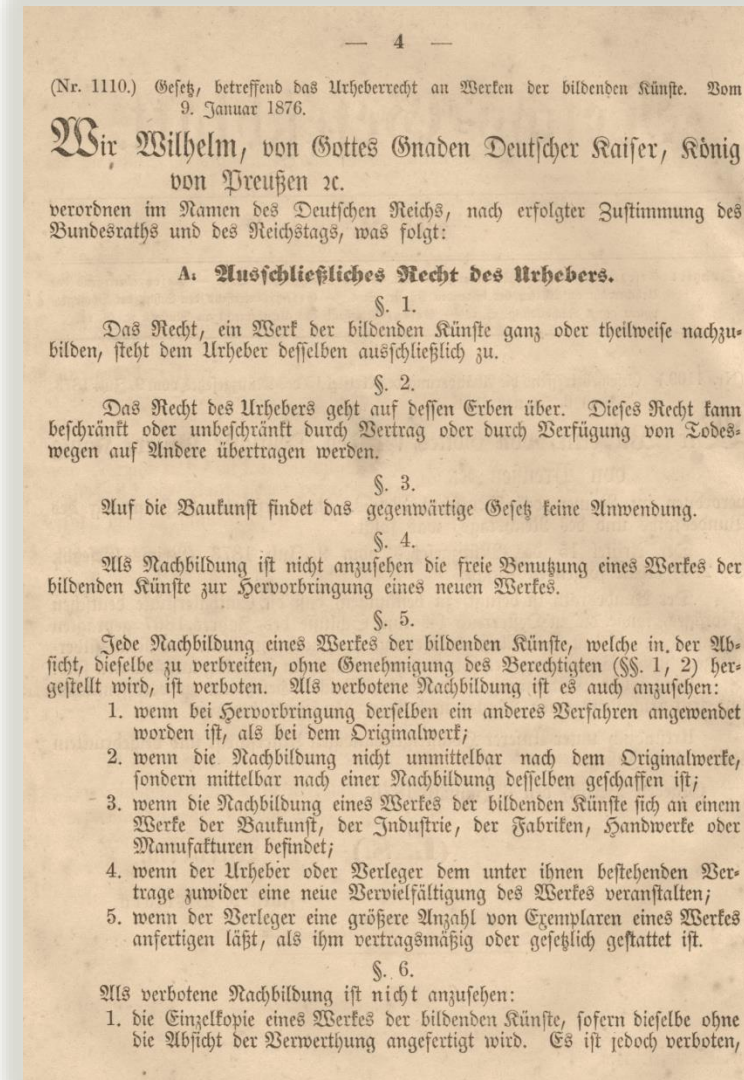 — 4 —
(Nr. 1110.) Gesetz, betreffend das Urheberrecht an Werken der bildenden Künste. Vom
9. Januar 1876.
Wir Wilhelm, von Gottes Gnaden Deutscher Kaiser, König
von Preußen ꝛc.
verordnen im Namen des Deutschen Reichs, nach erfolgter Zustimmung des
Bundesraths und des Reichstags, was folgt:
A. Ausschließliches Recht des Urhebers.
§. 1.
Das Recht, ein Werk der bildenden Künste ganz oder theilweise nachzu-
bilden, steht dem Urheber desselben ausschließlich zu.
§. 2.
Das Recht des Urhebers geht auf dessen Erben über. Dieses Recht kann
beschränkt oder unbeschränkt durch Vertrag oder durch Verfügung von Todes-
wegen auf Andere übertragen werden.
§. 3.
Auf die Baukunst findet das gegenwärtige Gesetz keine Anwendung.
§. 4.
Als Nachbildung ist nicht anzusehen die freie Benutzung eines Werkes der
bildenden Künste zur Hervorbringung eines neuen Werkes.
§. 5.
Jede Nachbildung eines Werkes der bildenden Künste, welche in der Ab-
sicht, dieselbe zu verbreiten, ohne Genehmigung des Berechtigten (§§. 1, 2) her-
gestellt wird, ist verboten. Als verbotene Nachbildung ist es auch anzusehen:
1. wenn bei Hervorbringung derselben ein anderes Verfahren angewendet
worden ist, als bei dem Originalwerk;
2. wenn die Nachbildung nicht unmittelbar nach dem Originalwerke,
sondern mittelbar nach einer Nachbildung desselben geschaffen ist;
3. wenn die Nachbildung eines Werkes der bildenden Künste sich an einem
Werke der Baukunst, der Industrie, der Fabriken, Handwerke oder
Manufakturen befindet;
4. wenn der Urheber oder Verleger dem unter ihnen bestehenden Ver-
trage zuwider eine neue Vervielfältigung des Werkes veranstalten;
5. wenn der Verleger eine größere Anzahl von Exemplaren eines Werkes
anfertigen läßt, als ihm vertragsmäßig oder gesetzlich gestattet ist.
§. 6.
Als verbotene Nachbildung ist nicht anzusehen:
1. die Einzelkopie eines Werkes der bildenden Künste, sofern dieselbe ohne
die Absicht der Verwerthung angefertigt wird. Es ist jedoch verboten,